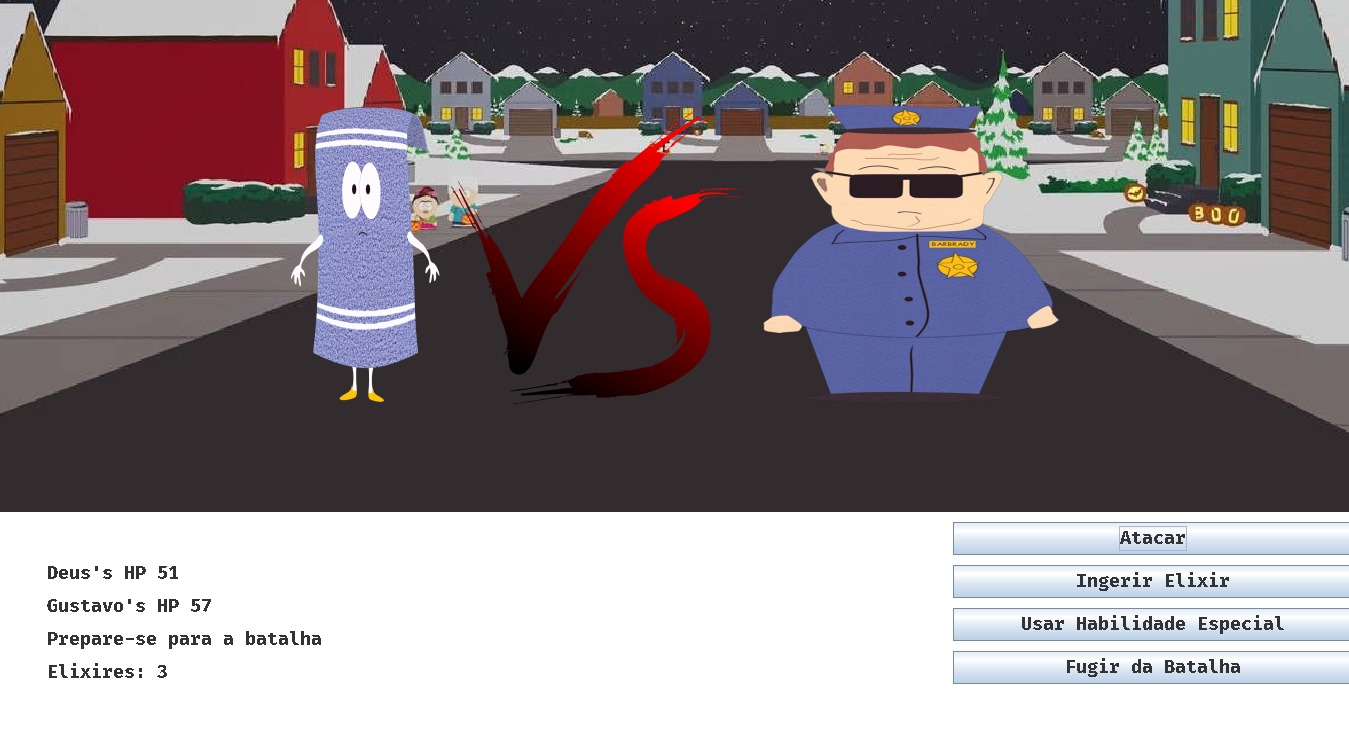 VS
BARBRADY
BOO
Deus's HP 51
Gustavo's HP 57
Prepare-se para a batalha
Elixires: 3
Atacar
Ingerir Elixir
Usar Habilidade Especial
Fugir da Batalha